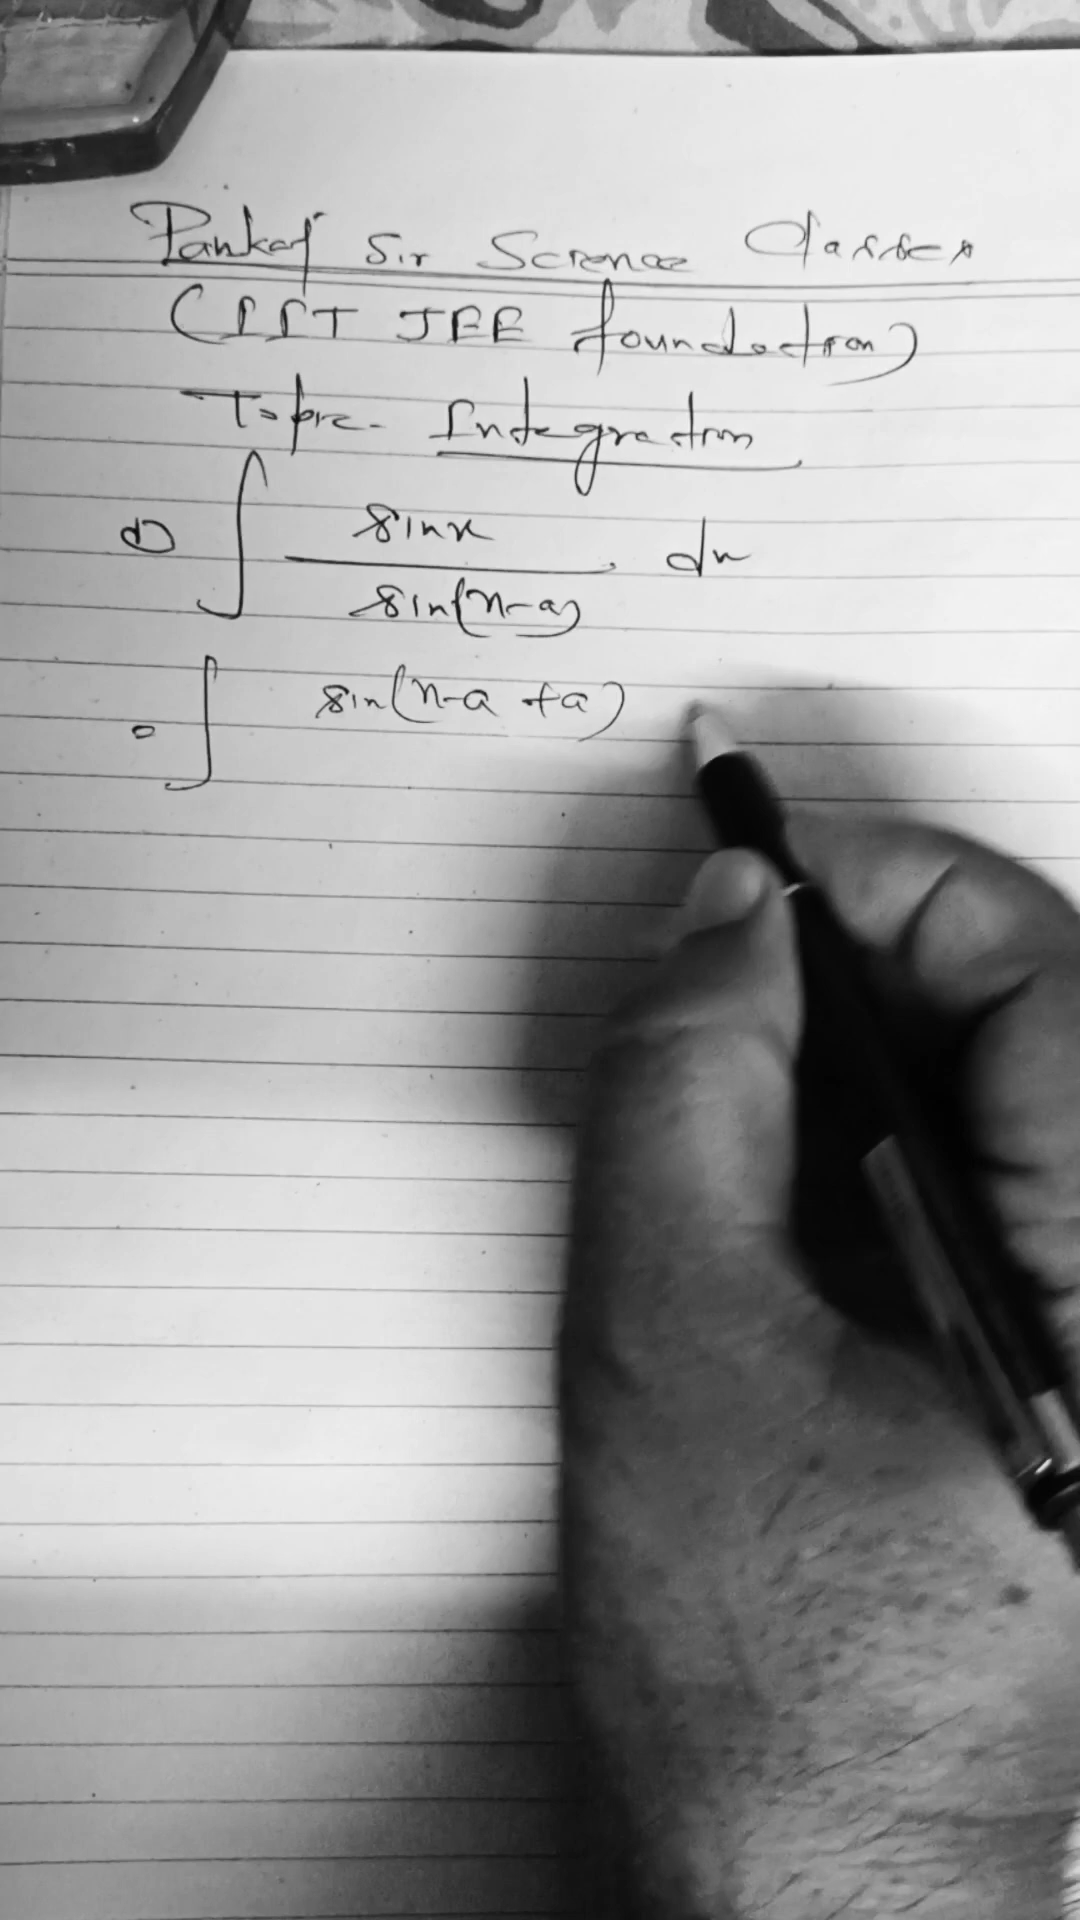 Pankaj Sir Science Classes
(IIT JEE foundation)
Topic- Integration
1) ∫ sinx / sin(x-a) dx
= ∫ sin(x-a+a)